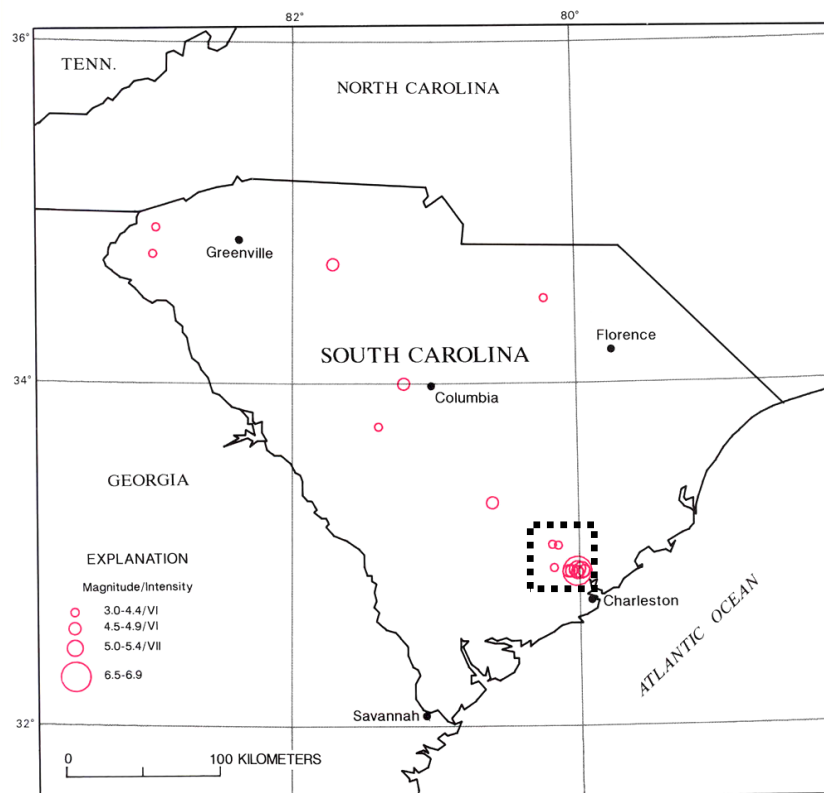 82°
80°
36°
TENN.
NORTH CAROLINA
Greenville
Florence
SOUTH CAROLINA
34°
Columbia
GEORGIA
EXPLANATION
Magnitude/Intensity
3.0-4.4/VI
4.5-4.9/VI
5.0-5.4/VII
6.5-6.9
Charleston
ATLANTIC OCEAN
Savannah
32°
0 100 KILOMETERS